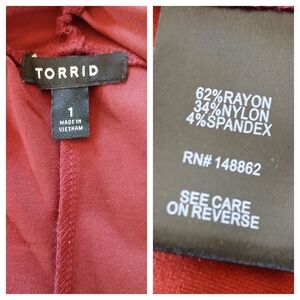 TORRID
1
MADE IN
VIETNAM
62%RAYON
34%NYLON
4%SPANDEX
RN# 148862
SEE CARE
ON REVERSE